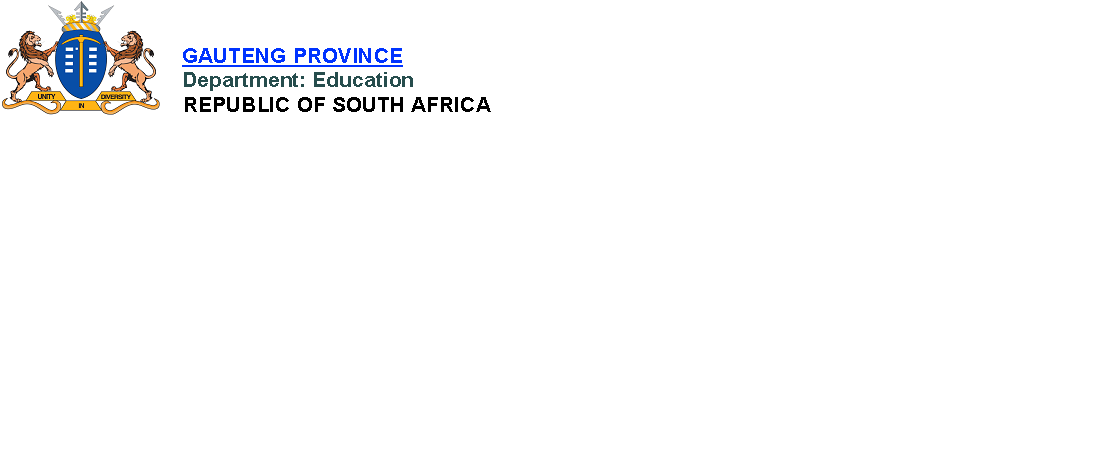 GAUTENG PROVINCE
Department: Education
REPUBLIC OF SOUTH AFRICA
UNITY IN DIVERSITY